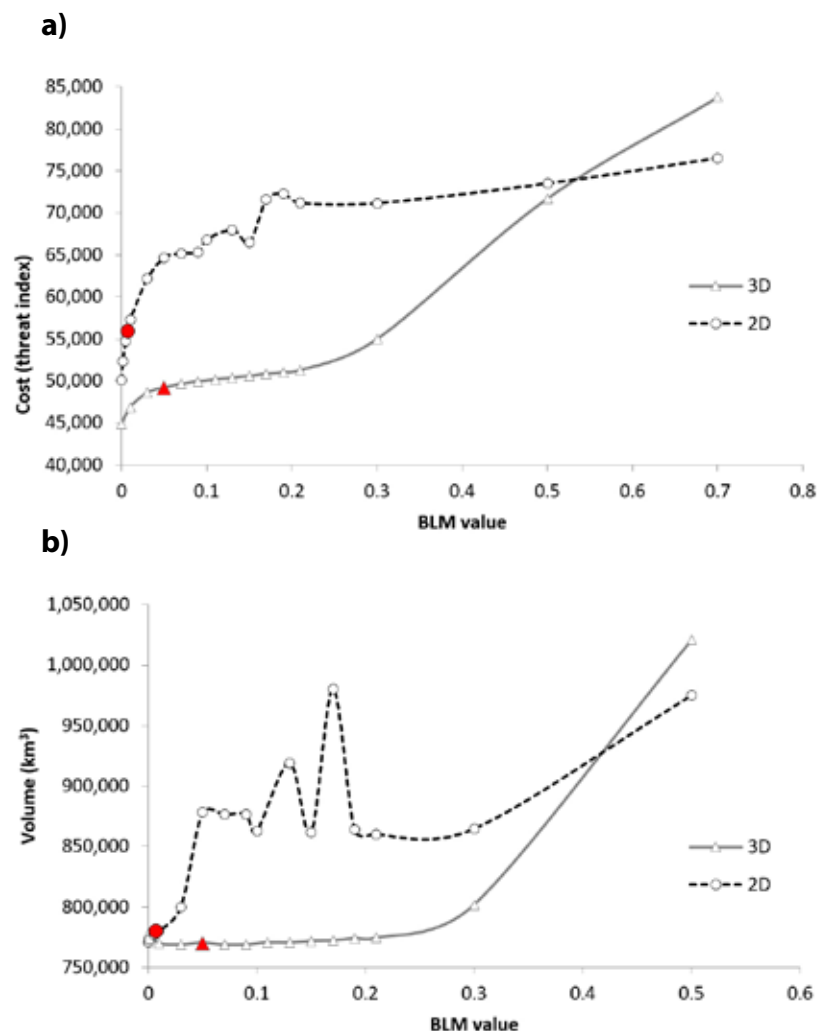 a)
85,000
80,000
75,000
70,000
65,000
60,000
55,000
50,000
45,000
40,000
Cost (threat index)
3D
2D
0 0.1 0.2 0.3 0.4 0.5 0.6 0.7 0.8
BLM value
b)
1,050,000
1,000,000
950,000
900,000
850,000
800,000
750,000
Volume (km³)
3D
2D
0 0.1 0.2 0.3 0.4 0.5 0.6
BLM value